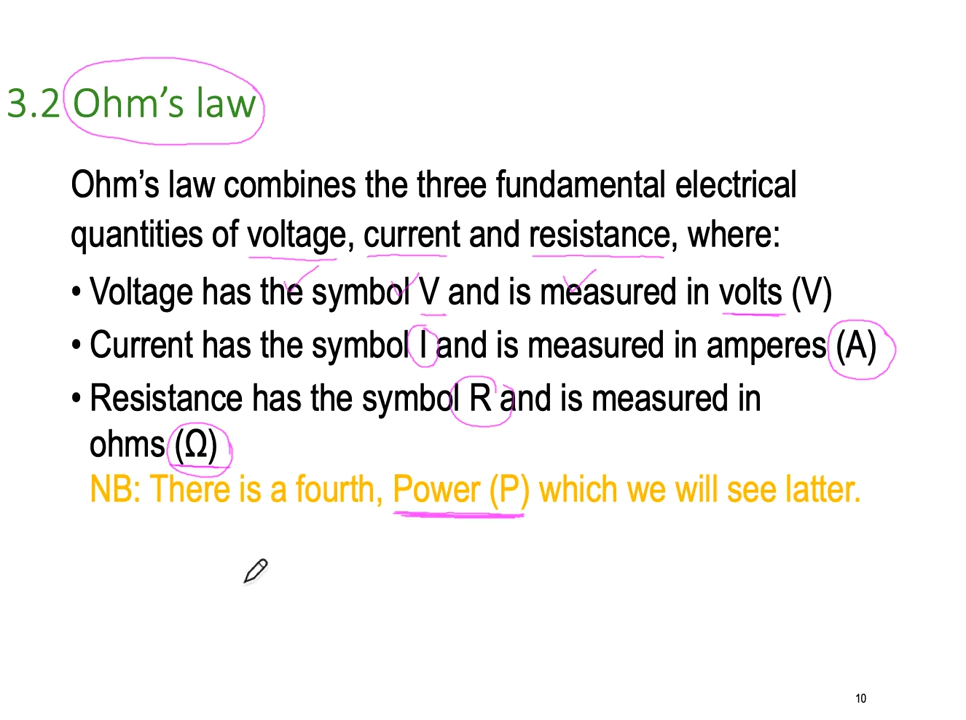 3.2 Ohm's law
Ohm's law combines the three fundamental electrical
quantities of voltage, current and resistance, where:
• Voltage has the symbol V and is measured in volts (V)
• Current has the symbol I and is measured in amperes (A)
• Resistance has the symbol R and is measured in
ohms (Ω)
NB: There is a fourth, Power (P) which we will see latter.
10